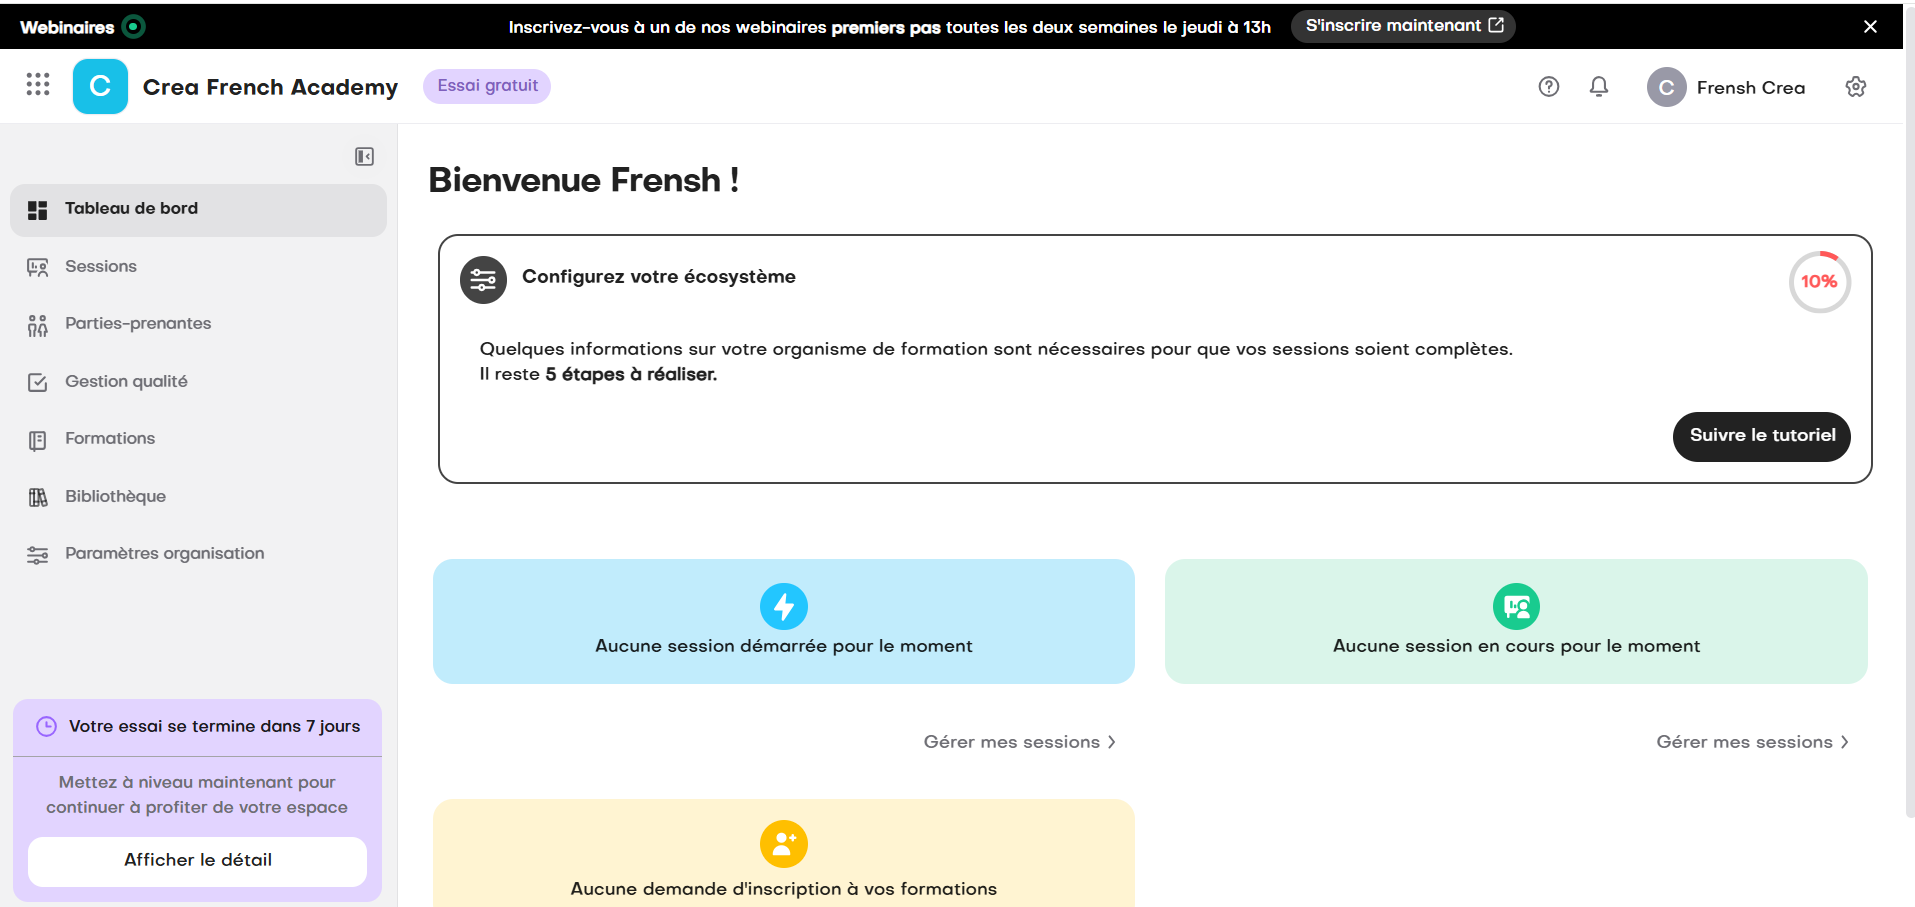 Webinaires
Inscrivez-vous à un de nos webinaires premiers pas toutes les deux semaines le jeudi à 13h
S'inscrire maintenant
C
Crea French Academy
Essai gratuit
C
Frensh Crea
Tableau de bord
Sessions
Parties-prenantes
Gestion qualité
Formations
Bibliothèque
Paramètres organisation
Votre essai se termine dans 7 jours
Mettez à niveau maintenant pour
continuer à profiter de votre espace
Afficher le détail
Bienvenue Frensh !
Configurez votre écosystème
10%
Quelques informations sur votre organisme de formation sont nécessaires pour que vos sessions soient complètes.
Il reste 5 étapes à réaliser.
Suivre le tutoriel
Aucune session démarrée pour le moment
Aucune session en cours pour le moment
Gérer mes sessions
Gérer mes sessions
Aucune demande d'inscription à vos formations